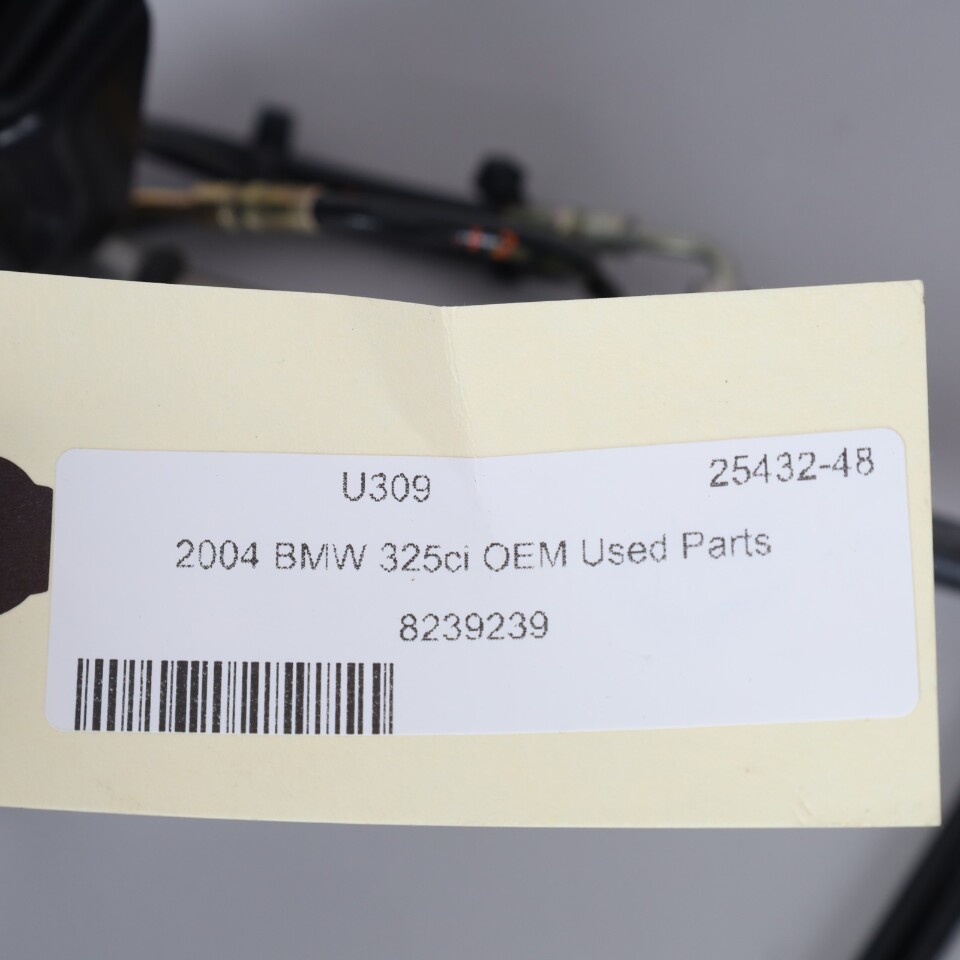 U309 25432-48
2004 BMW 325ci OEM Used Parts
8239239